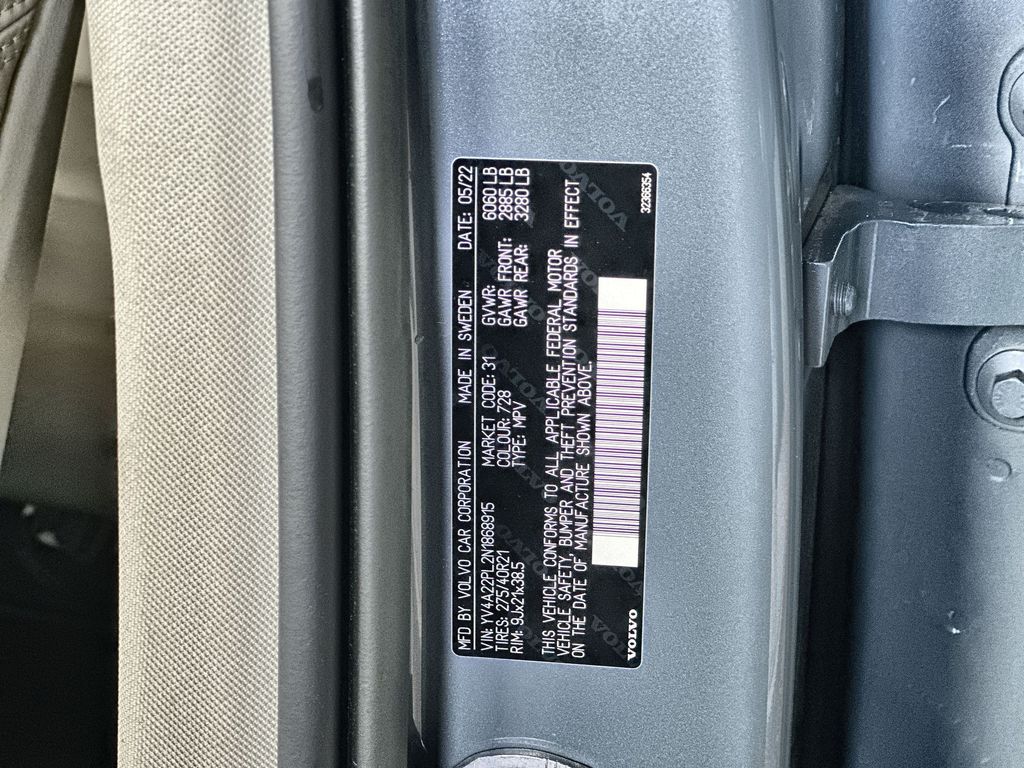 MFD BY VOLVO CAR CORPORATION MADE IN SWEDEN DATE: 05/22
VIN: YV4A22PL2N1868915 MARKET CODE: 31 GVWR: 6060 LB
TIRES: 275/40R21 COLOUR: 728 GAWR FRONT: 2885 LB
RIM: 9Jx21x38.5 TYPE: MPV GAWR REAR: 3280 LB
THIS VEHICLE CONFORMS TO ALL APPLICABLE FEDERAL MOTOR
VEHICLE SAFETY, BUMPER AND THEFT PREVENTION STANDARDS IN EFFECT
ON THE DATE OF MANUFACTURE SHOWN ABOVE.
VOLVO 32366354